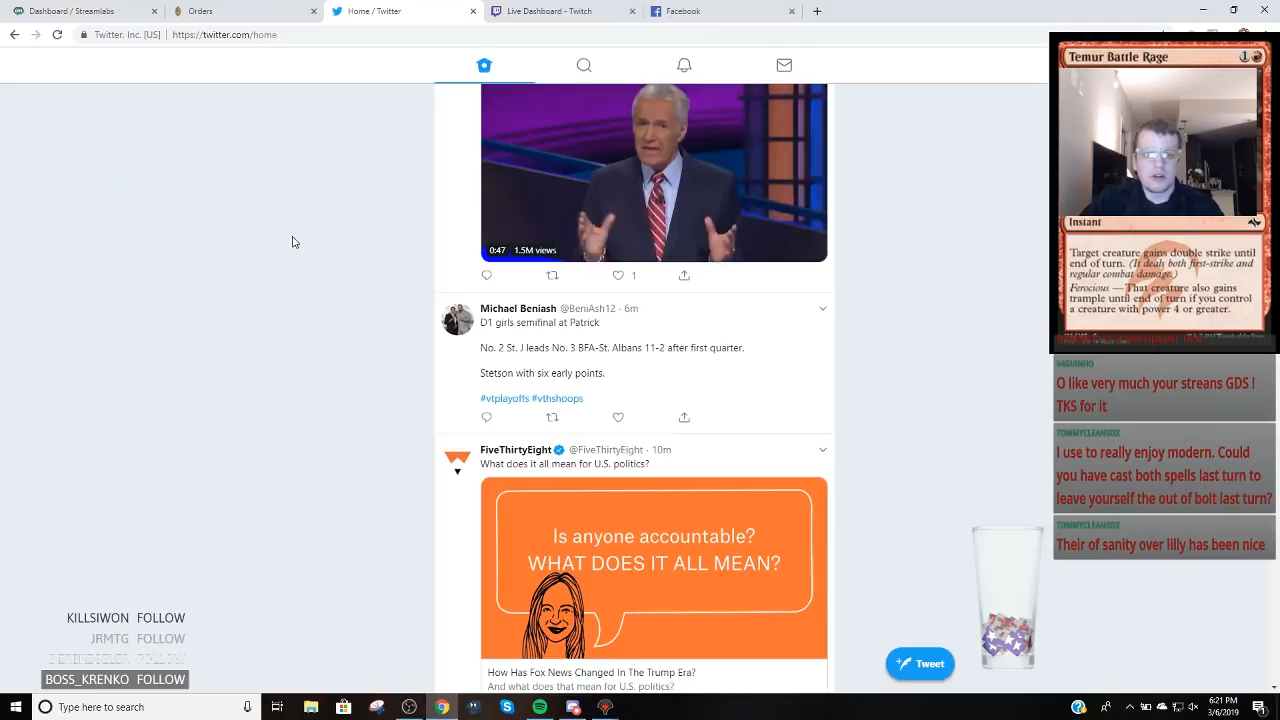 Dashboard / Streamlabs
Orders
Home / Twitter
Live Dashboard - Twitch
Facebook
Twitter, Inc. [US] https://twitter.com/home
0:47 1.5M views
1
Michael Beniash @BeniAsh12 · 6m
D1 girls semifinal at Patrick
No. 2 St. J leads No. 3 BFA-St. Albans 11-2 after first quarter.
Stetson with six early points.
#vtplayoffs #vthshoops
FiveThirtyEight @FiveThirtyEight · 10m
What does it all mean for U.S. politics?
Is anyone accountable?
WHAT DOES IT ALL MEAN?
How Has Fox News Changed In The Trump Era?
And what does that mean for U.S. politics?
Tweet
Temur Battle Rage 1
Instant
Target creature gains double strike until
end of turn. (It deals both first-strike and
regular combat damage.)
Ferocious — That creature also gains
trample until end of turn if you control
a creature with power 4 or greater.
O like very much your streans GDS !
TKS for it
TOMMYCLEANSOX
I use to really enjoy modern. Could
you have cast both spells last turn to
leave yourself the out of bolt last turn?
TOMMYCLEANSOX
Their of sanity over lilly has been nice
KILLSIWON FOLLOW
JRMTG FOLLOW
BOSS_KRENKO FOLLOW
Type here to search
6:21 PM
3/6/2019